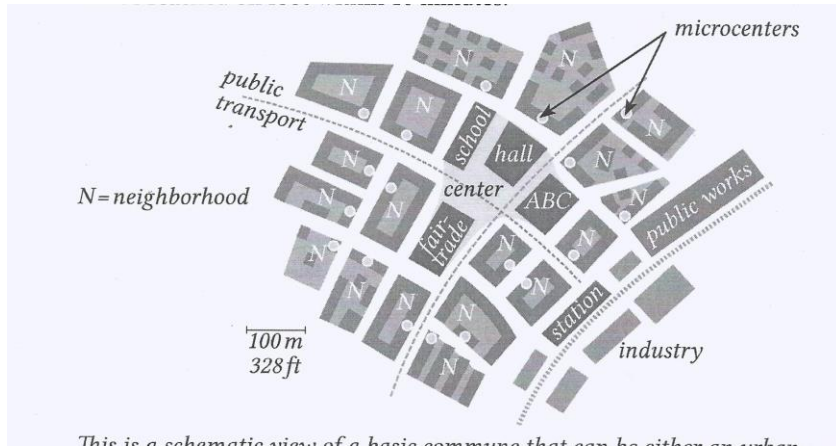 microcenters
public
transport
N
N
N
N
N
N
school
hall
N
N
N=neighborhood
center
N
N
N
ABC
public works
fair-
trade
N
N
N
N
N
N
N
N
station
100 m
328 ft
industry
N
This is a schematic view of a basic commune that can be either an urban